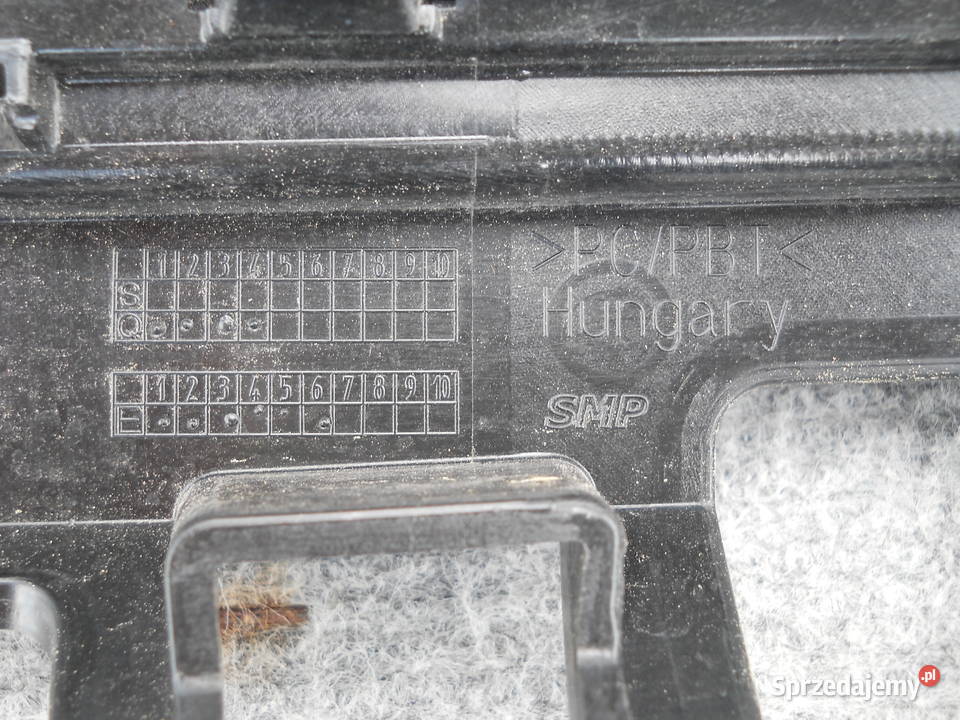 1 2 3 4 5 6 7 8 9 10
S
Q
1 2 3 4 5 6 7 8 9 10
E
>PC/PBT<
Hungary
SMP
Sprzedajemy.pl